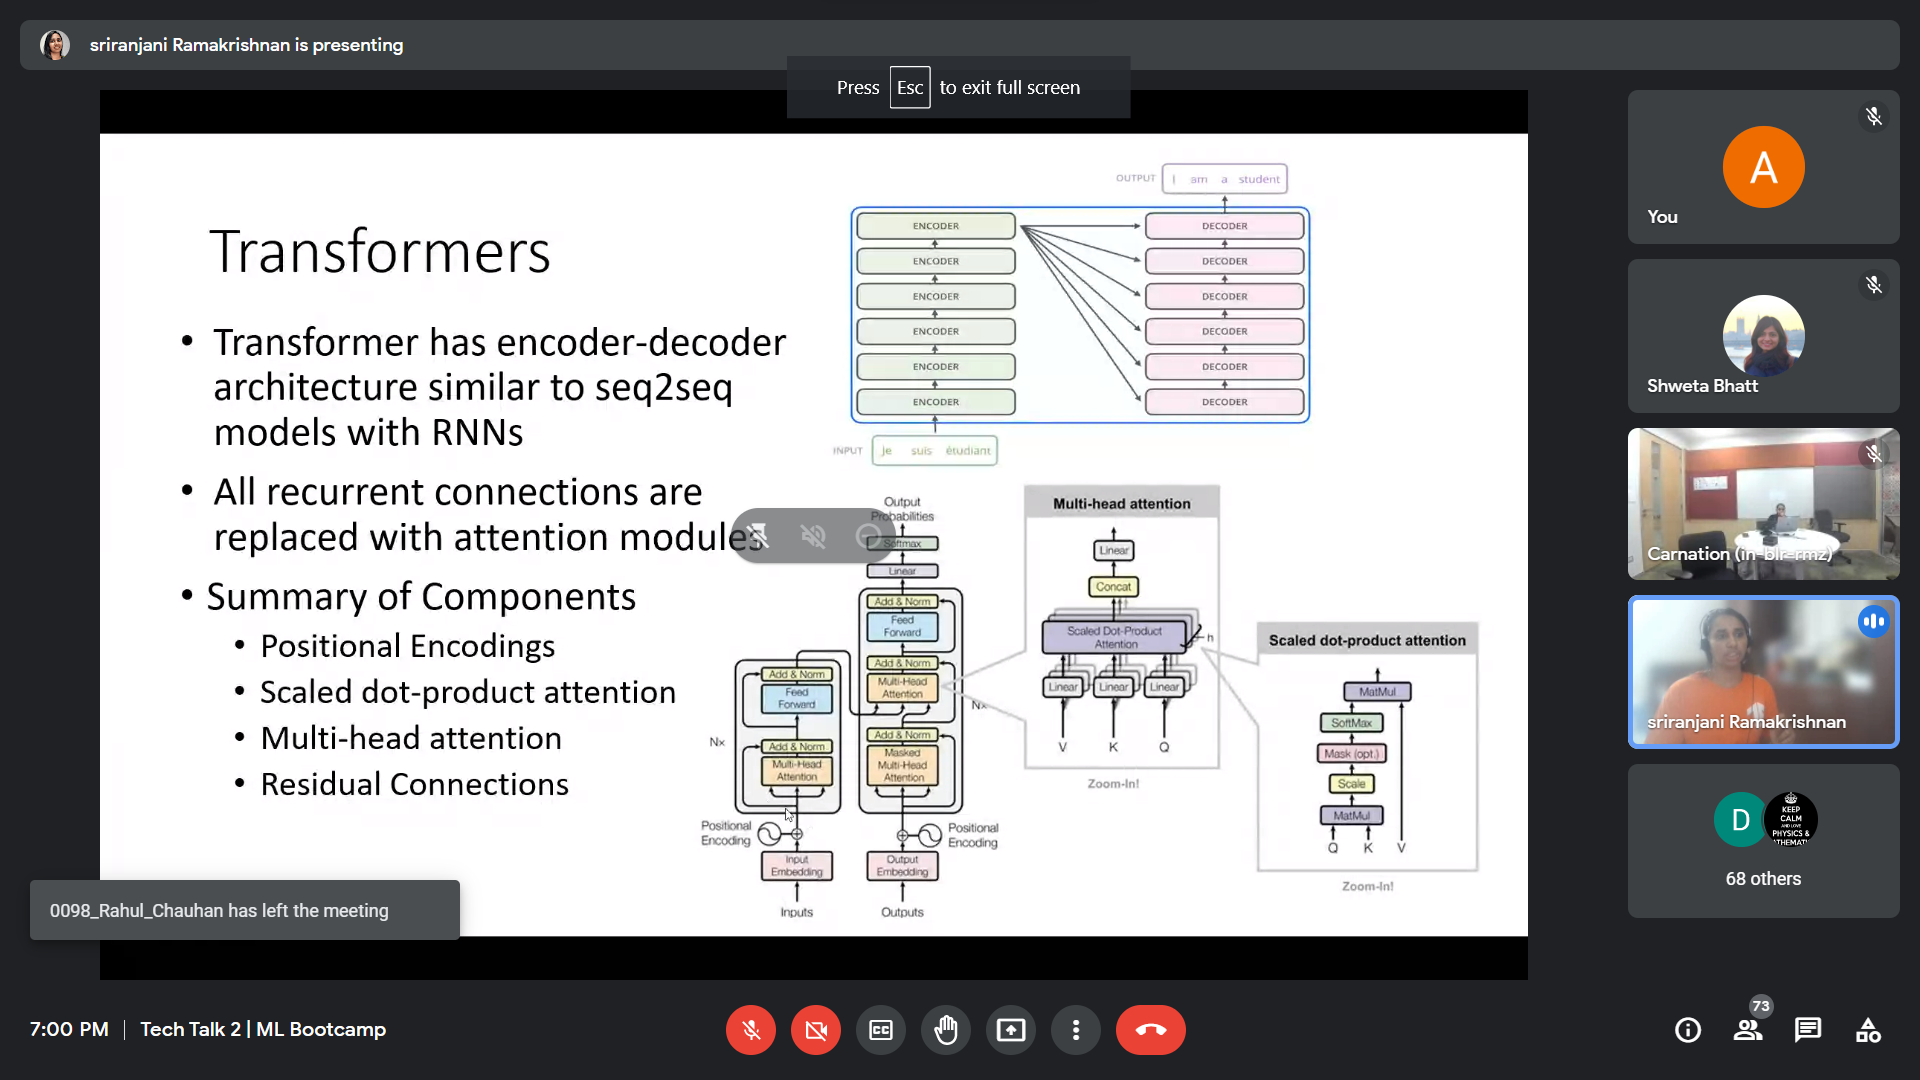 sriranjani Ramakrishnan is presenting
Press Esc to exit full screen
Transformers
• Transformer has encoder-decoder
architecture similar to seq2seq
models with RNNs
• All recurrent connections are
replaced with attention modules
• Summary of Components
• Positional Encodings
• Scaled dot-product attention
• Multi-head attention
• Residual Connections
OUTPUT I am a student
ENCODER DECODER
ENCODER DECODER
ENCODER DECODER
ENCODER DECODER
ENCODER DECODER
ENCODER DECODER
INPUT Je suis étudiant
Output
Probabilities
Softmax
Linear
Add & Norm
Feed
Forward
Add & Norm
Multi-Head
Attention
Nx
Add & Norm
Masked
Multi-Head
Attention
Positional
Encoding
Output
Embedding
Outputs
Add & Norm
Feed
Forward
Nx
Add & Norm
Multi-Head
Attention
Positional
Encoding
Input
Embedding
Inputs
Multi-head attention
Linear
Concat
Scaled Dot-Product
Attention
h
Linear Linear Linear
V K Q
Zoom-In!
Scaled dot-product attention
MatMul
SoftMax
Mask (opt.)
Scale
MatMul
Q K V
Zoom-In!
A
You
Shweta Bhatt
Carnation (in-blr-rmz)
sriranjani Ramakrishnan
D
KEEP
CALM
AND LOVE
PHYSICS &
THEMAT
68 others
0098_Rahul_Chauhan has left the meeting
7:00 PM | Tech Talk 2 | ML Bootcamp
CC
73